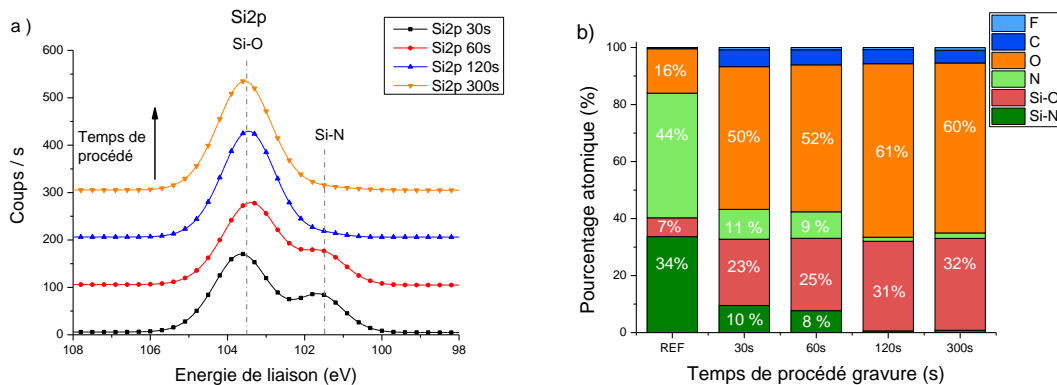 a )
Si2p
Si-O
Si-N
Si2p 30s
Si2p 60s
Si2p 120s
Si2p 300s
Temps de
procédé
Coups / s
600
500
400
300
200
100
0
108
106
104
102
100
98
Energie de liaison (eV)
b)
F
C
O
N
Si-O
Si-N
Pourcentage atomique (%)
100
80
60
40
20
0
16%
44%
7%
34%
50%
11 %
23%
10 %
52%
9 %
25%
8 %
61%
31%
60%
32%
REF
30s
60s
120s
300s
Temps de procédé gravure (s)